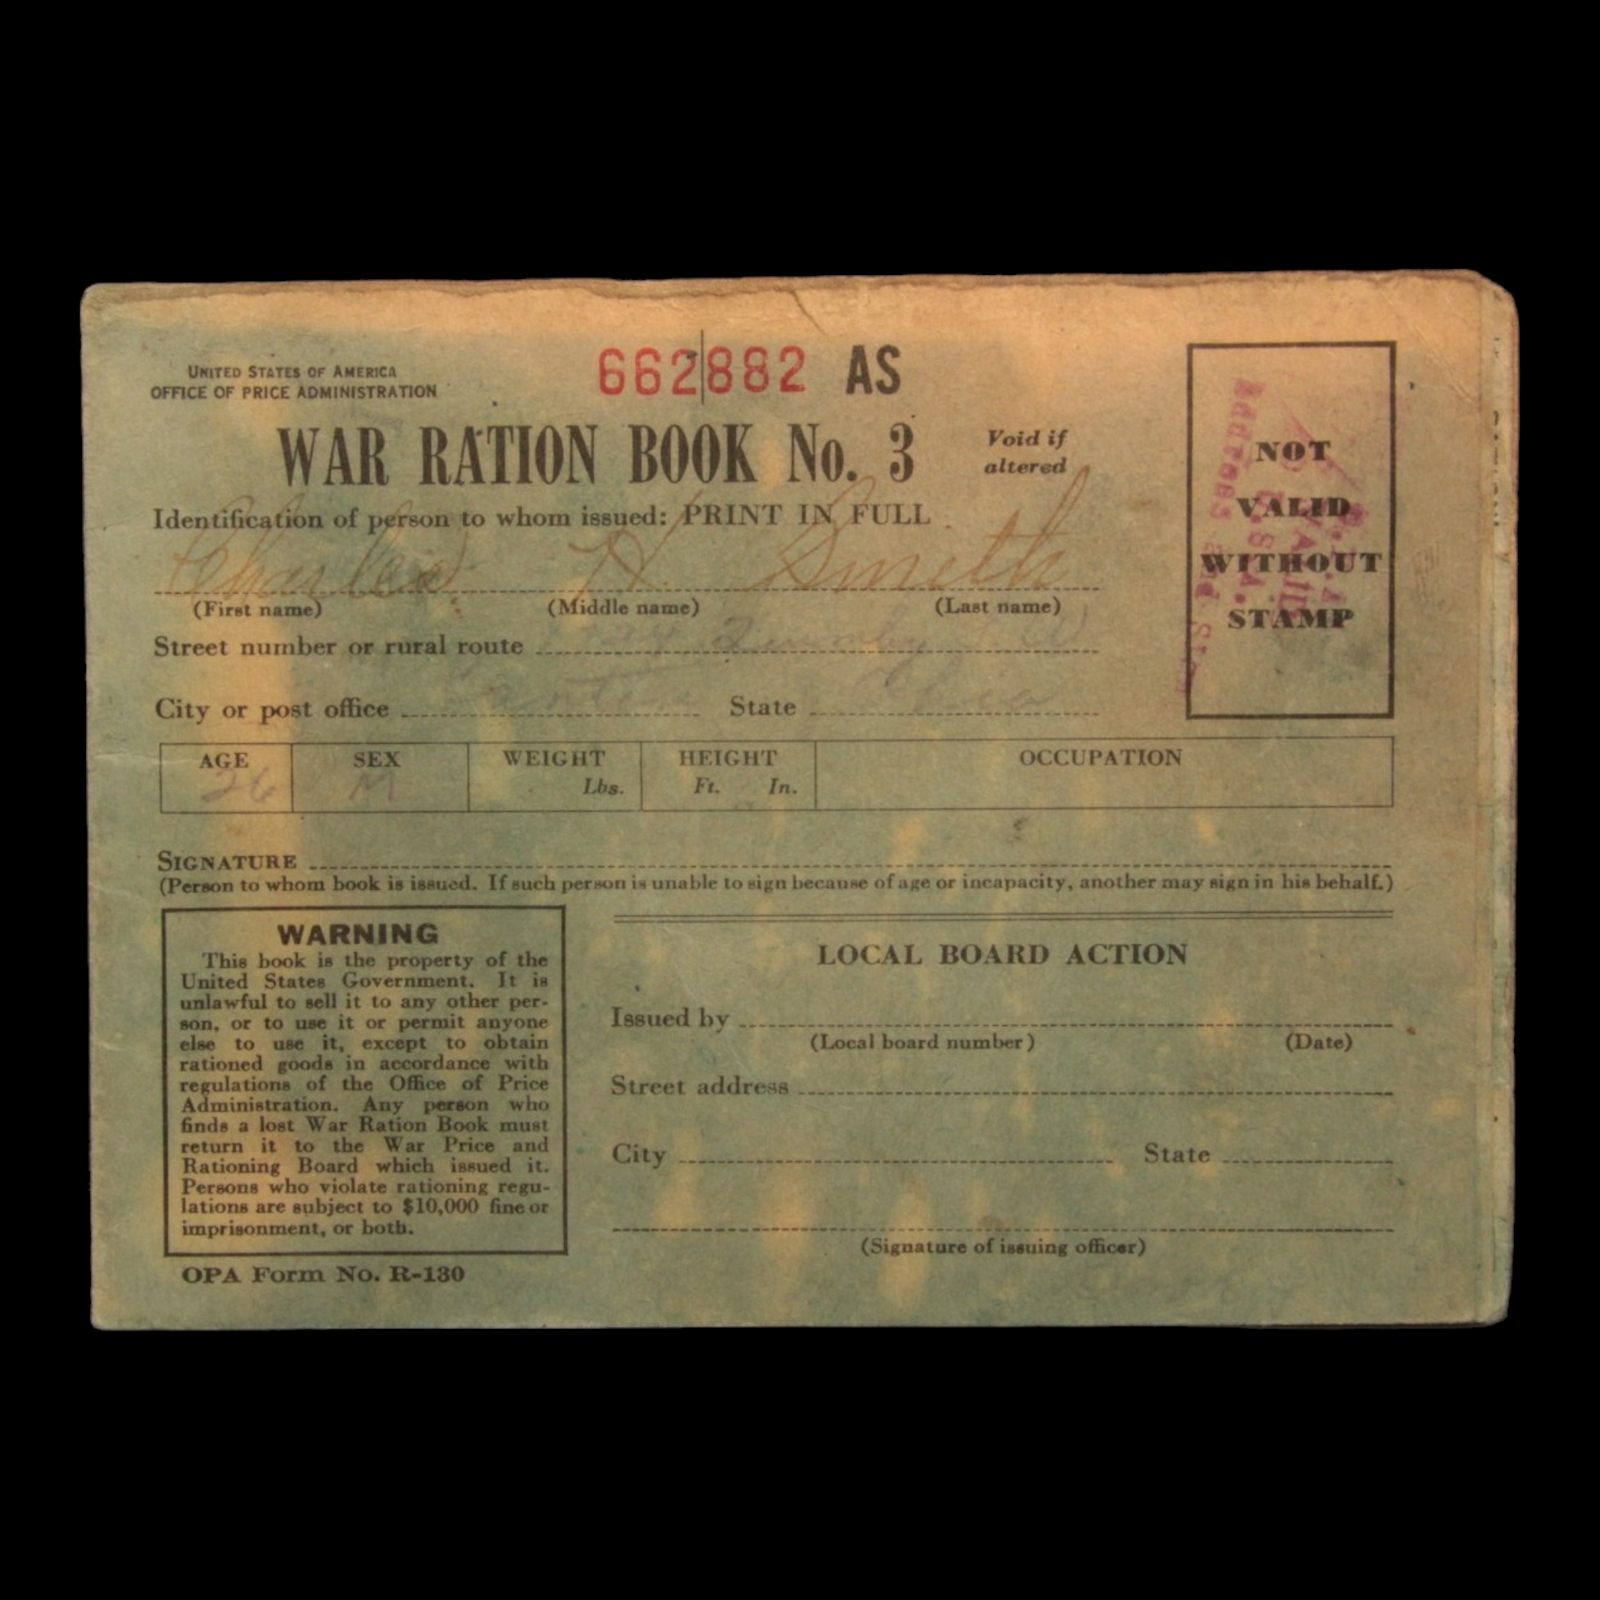 UNITED STATES OF AMERICA
OFFICE OF PRICE ADMINISTRATION
662882 AS
WAR RATION BOOK No. 3
Void if
altered
Identification of person to whom issued: PRINT IN FULL
Charles H. Smith
(First name) (Middle name) (Last name)
Street number or rural route
City or post office State Ohio
NOT
VALID
WITHOUT
STAMP
AGE SEX WEIGHT HEIGHT OCCUPATION
Lbs. Ft. In.
26 M
SIGNATURE
(Person to whom book is issued. If such person is unable to sign because of age or incapacity, another may sign in his behalf.)
WARNING
This book is the property of the
United States Government. It is
unlawful to sell it to any other per-
son, or to use it or permit anyone
else to use it, except to obtain
rationed goods in accordance with
regulations of the Office of Price
Administration. Any person who
finds a lost War Ration Book must
return it to the War Price and
Rationing Board which issued it.
Persons who violate rationing regu-
lations are subject to $10,000 fine or
imprisonment, or both.
OPA Form No. R-130
LOCAL BOARD ACTION
Issued by
(Local board number) (Date)
Street address
City State
(Signature of issuing officer)